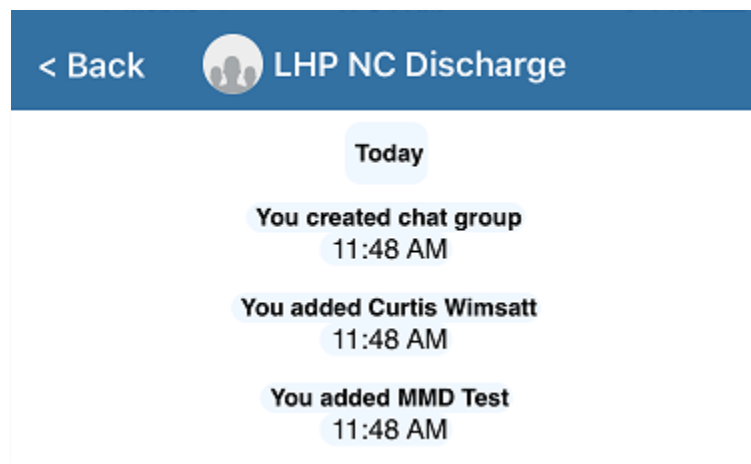 < Back LHP NC Discharge
Today
You created chat group
11:48 AM
You added Curtis Wimsatt
11:48 AM
You added MMD Test
11:48 AM